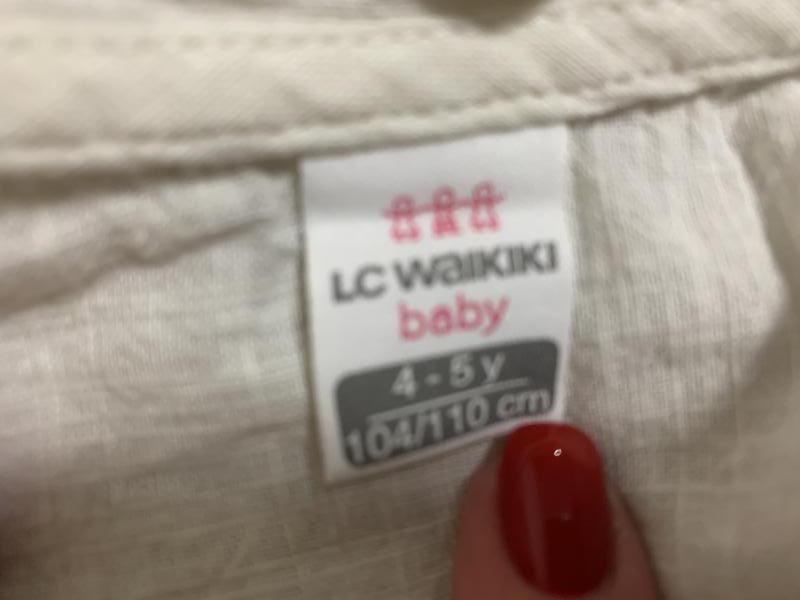 LC WAIKIKI
baby
4 - 5 y
104/110 cm